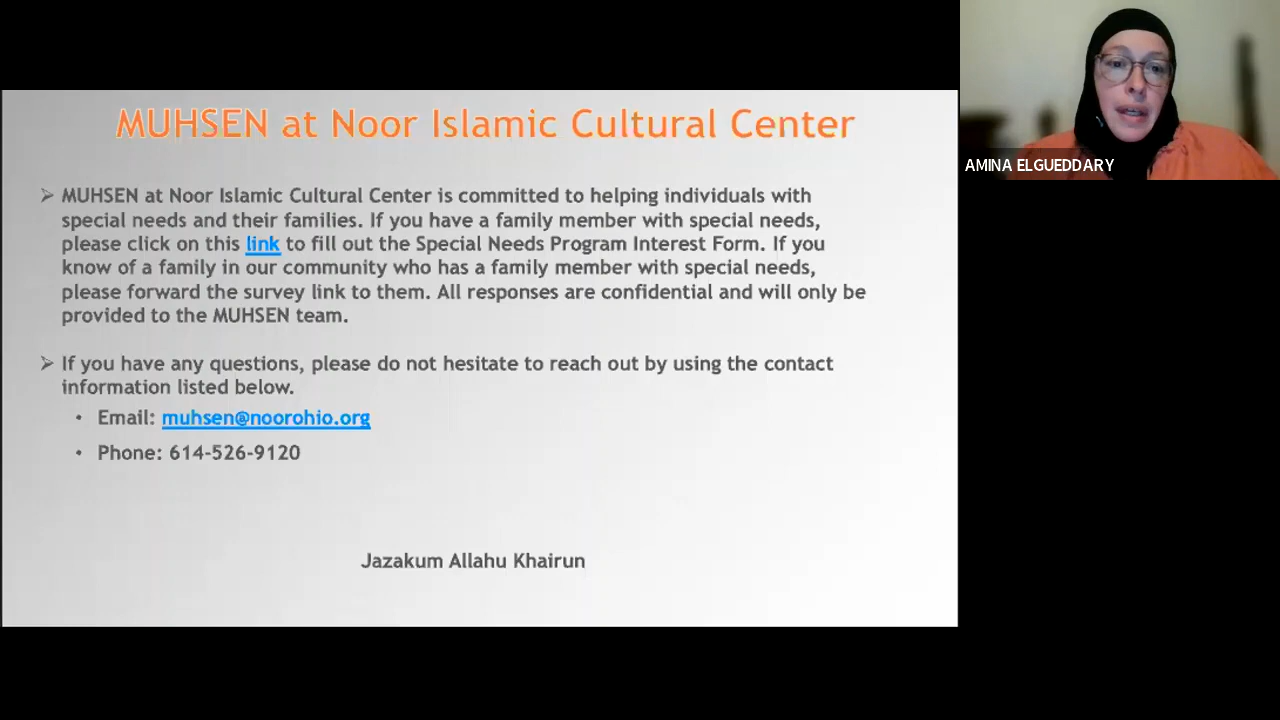 MUHSEN at Noor Islamic Cultural Center
MUHSEN at Noor Islamic Cultural Center is committed to helping individuals with
special needs and their families. If you have a family member with special needs,
please click on this link to fill out the Special Needs Program Interest Form. If you
know of a family in our community who has a family member with special needs,
please forward the survey link to them. All responses are confidential and will only be
provided to the MUHSEN team.
If you have any questions, please do not hesitate to reach out by using the contact
information listed below.
• Email: muhsen@noorohio.org
• Phone: 614-526-9120
Jazakum Allahu Khairun
AMINA ELGUEDDARY